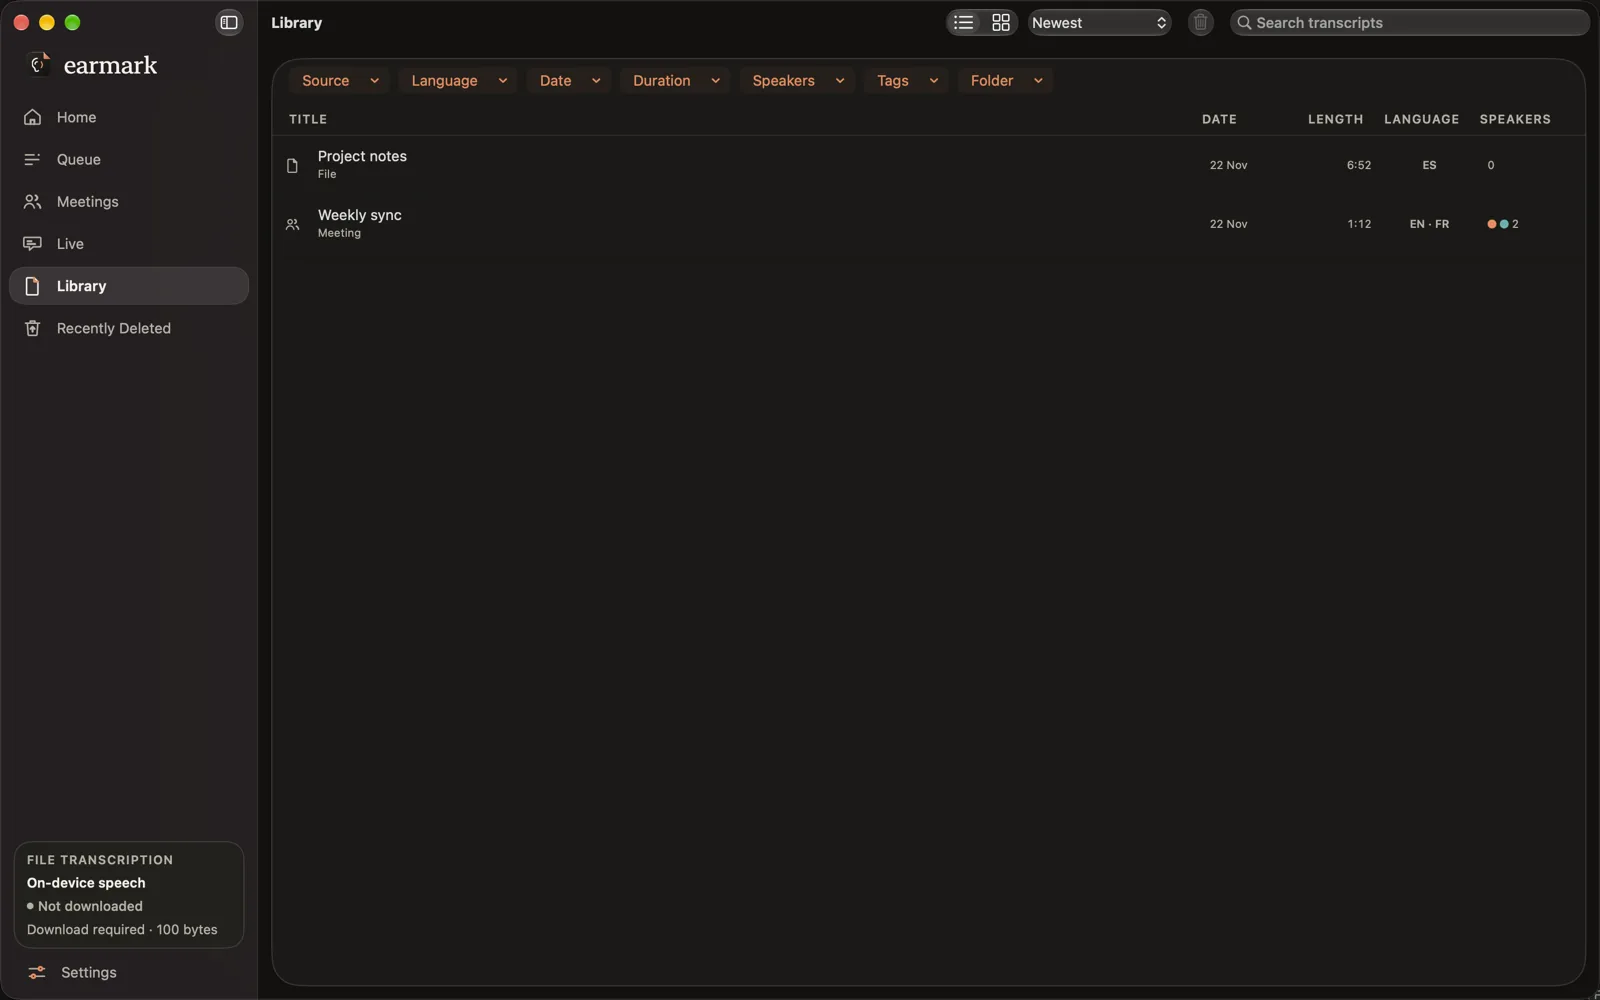 Library
Newest
Search transcripts
earmark
Home
Queue
Meetings
Live
Library
Recently Deleted
Source
Language
Date
Duration
Speakers
Tags
Folder
TITLE DATE LENGTH LANGUAGE SPEAKERS
Project notes
File
22 Nov 6:52 ES 0
Weekly sync
Meeting
22 Nov 1:12 EN · FR 2
FILE TRANSCRIPTION
On-device speech
Not downloaded
Download required · 100 bytes
Settings